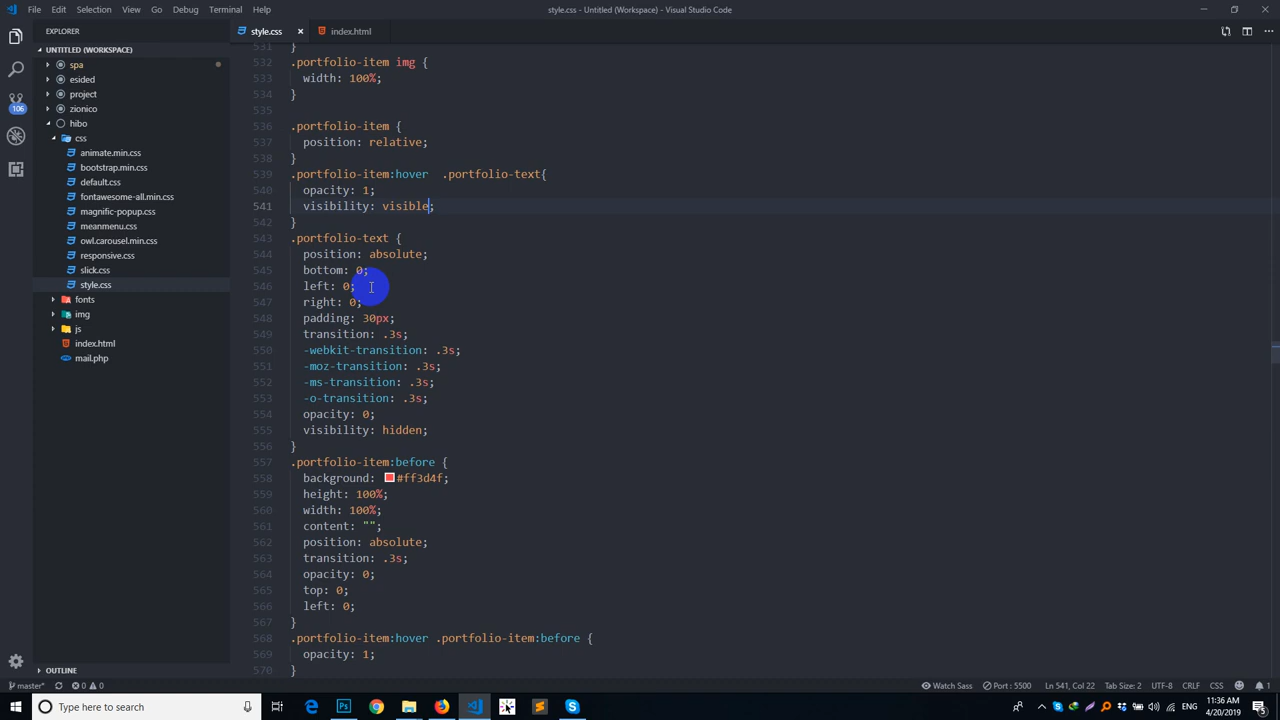 File Edit Selection View Go Debug Terminal Help
style.css - Untitled (Workspace) - Visual Studio Code
EXPLORER
UNTITLED (WORKSPACE)
spa
esided
project
zionico
hibo
css
animate.min.css
bootstrap.min.css
default.css
fontawesome-all.min.css
magnific-popup.css
meanmenu.css
owl.carousel.min.css
responsive.css
slick.css
style.css
fonts
img
js
index.html
mail.php
OUTLINE
106
style.css index.html
531 }
532 .portfolio-item img {
533 width: 100%;
534 }
535
536 .portfolio-item {
537 position: relative;
538 }
539 .portfolio-item:hover .portfolio-text{
540 opacity: 1;
541 visibility: visible;
542 }
543 .portfolio-text {
544 position: absolute;
545 bottom: 0;
546 left: 0;
547 right: 0;
548 padding: 30px;
549 transition: .3s;
550 -webkit-transition: .3s;
551 -moz-transition: .3s;
552 -ms-transition: .3s;
553 -o-transition: .3s;
554 opacity: 0;
555 visibility: hidden;
556 }
557 .portfolio-item:before {
558 background: #ff3d4f;
559 height: 100%;
560 width: 100%;
561 content: "";
562 position: absolute;
563 transition: .3s;
564 opacity: 0;
565 top: 0;
566 left: 0;
567 }
568 .portfolio-item:hover .portfolio-item:before {
569 opacity: 1;
570 }
master* 0 0
Watch Sass Port : 5500 Ln 541, Col 22 Tab Size: 2 UTF-8 CRLF CSS 1
Type here to search
11:36 AM
4/20/2019